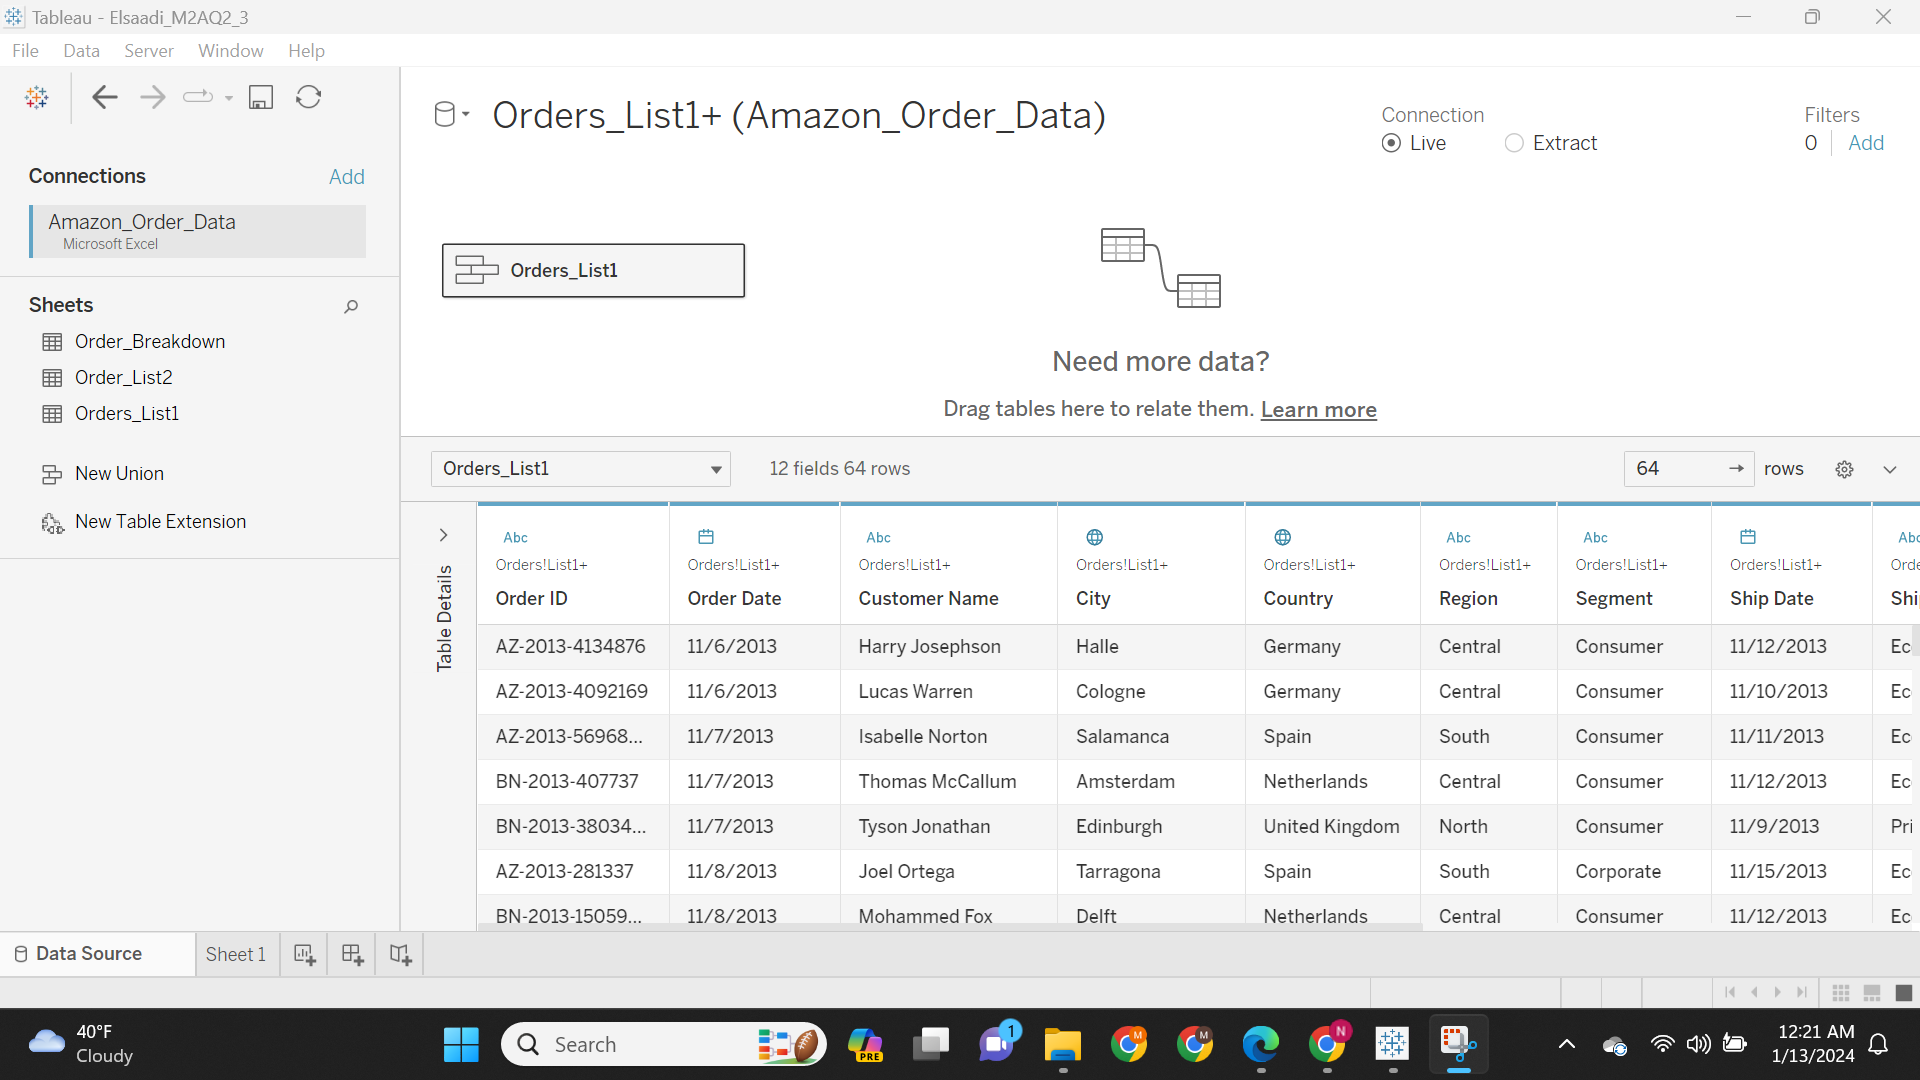 Tableau - Elsaadi_M2AQ2_3
File Data Server Window Help
Connections Add
Amazon_Order_Data
Microsoft Excel
Sheets
Order_Breakdown
Order_List2
Orders_List1
New Union
New Table Extension
Orders_List1+ (Amazon_Order_Data)
Connection
Live Extract
Filters
0 Add
Orders_List1
Need more data?
Drag tables here to relate them. Learn more
Orders_List1 12 fields 64 rows 64 rows
Table Details
Abc Abc Abc Abc Abc
Orders!List1+ Orders!List1+ Orders!List1+ Orders!List1+ Orders!List1+ Orders!List1+ Orders!List1+ Orders!List1+ Orde
Order ID Order Date Customer Name City Country Region Segment Ship Date Shi
AZ-2013-4134876 11/6/2013 Harry Josephson Halle Germany Central Consumer 11/12/2013 Ec
AZ-2013-4092169 11/6/2013 Lucas Warren Cologne Germany Central Consumer 11/10/2013 Ec
AZ-2013-56968... 11/7/2013 Isabelle Norton Salamanca Spain South Consumer 11/11/2013 Ec
BN-2013-407737 11/7/2013 Thomas McCallum Amsterdam Netherlands Central Consumer 11/12/2013 Ec
BN-2013-38034... 11/7/2013 Tyson Jonathan Edinburgh United Kingdom North Consumer 11/9/2013 Pri
AZ-2013-281337 11/8/2013 Joel Ortega Tarragona Spain South Corporate 11/15/2013 Ec
BN-2013-15059... 11/8/2013 Mohammed Fox Delft Netherlands Central Consumer 11/12/2013 Ec
Data Source Sheet 1
40°F
Cloudy
Search
PRE
1
M
M
N
12:21 AM
1/13/2024